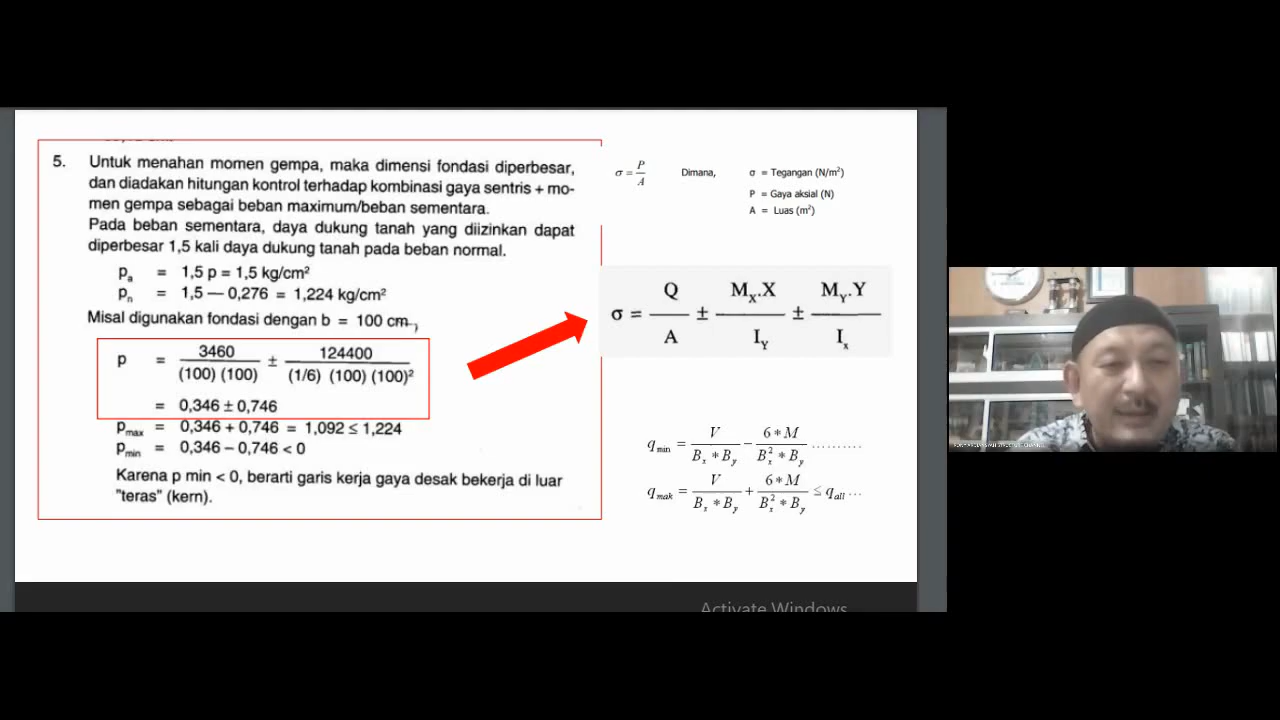 5. Untuk menahan momen gempa, maka dimensi fondasi diperbesar,
dan diadakan hitungan kontrol terhadap kombinasi gaya sentris + mo-
men gempa sebagai beban maximum/beban sementara.
Pada beban sementara, daya dukung tanah yang diizinkan dapat
diperbesar 1,5 kali daya dukung tanah pada beban normal.
pa = 1,5 p = 1,5 kg/cm²
pn = 1,5 — 0,276 = 1,224 kg/cm²
Misal digunakan fondasi dengan b = 100 cm,
p = 3460 / (100) (100) ± 124400 / (1/6) (100) (100)²
= 0,346 ± 0,746
pmax = 0,346 + 0,746 = 1,092 ≤ 1,224
pmin = 0,346 – 0,746 < 0
Karena p min < 0, berarti garis kerja gaya desak bekerja di luar
"teras" (kern).
σ = P / A Dimana, σ = Tegangan (N/m²)
P = Gaya aksial (N)
A = Luas (m²)
σ = Q / A ± MX.X / IY ± MY.Y / Ix
qmin = V / Bx * By − 6 * M / Bx² * By ………
qmak = V / Bx * By + 6 * M / Bx² * By ≤ qall …
Activate Windows